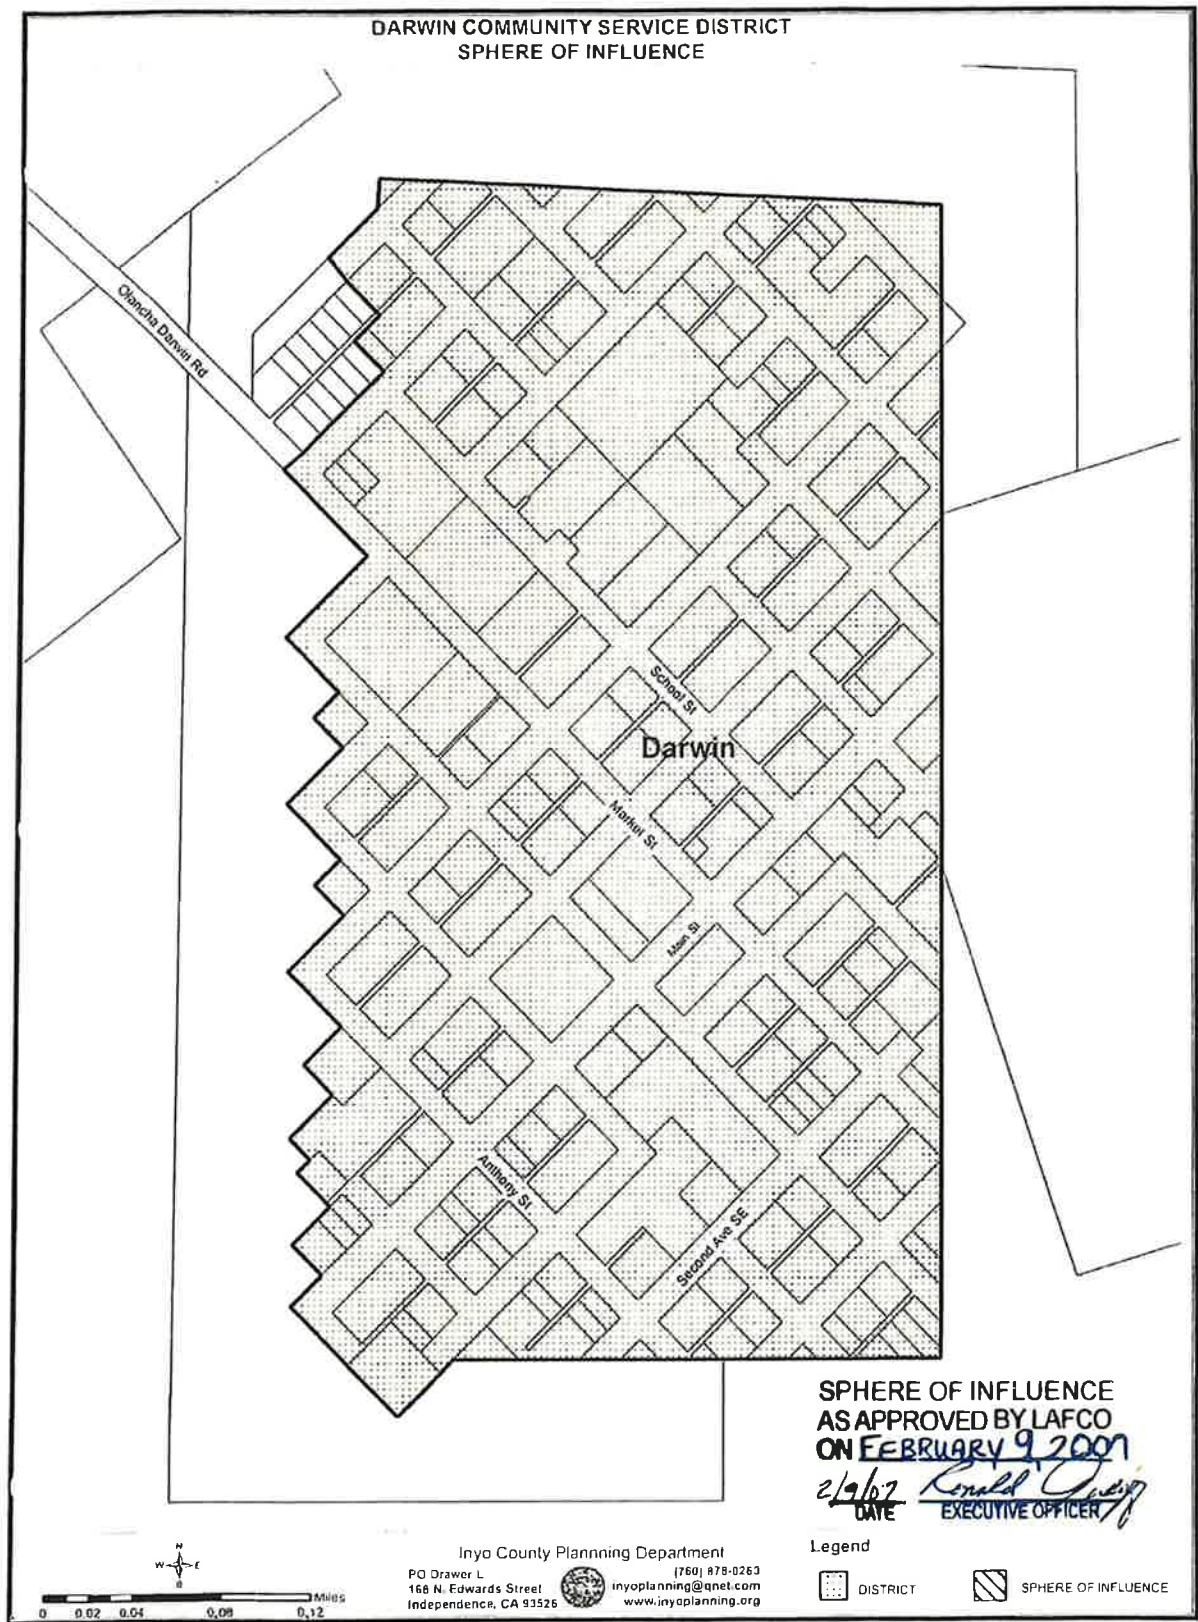 DARWIN COMMUNITY SERVICE DISTRICT
SPHERE OF INFLUENCE
Olancha Darwin Rd
School St
Darwin
Market St
Main St
Anthony St
Second Ave SE
SPHERE OF INFLUENCE
AS APPROVED BY LAFCO
ON FEBRUARY 9, 2007
2/9/07 Ronald
DATE EXECUTIVE OFFICER
N
W E
S
Miles
0 0.02 0.04 0.08 0.12
Inyo County Plannning Department
PO Drawer L
168 N. Edwards Street
Independence, CA 93526
(760) 878-0263
inyoplanning@qnet.com
www.inyoplanning.org
Legend
DISTRICT
SPHERE OF INFLUENCE